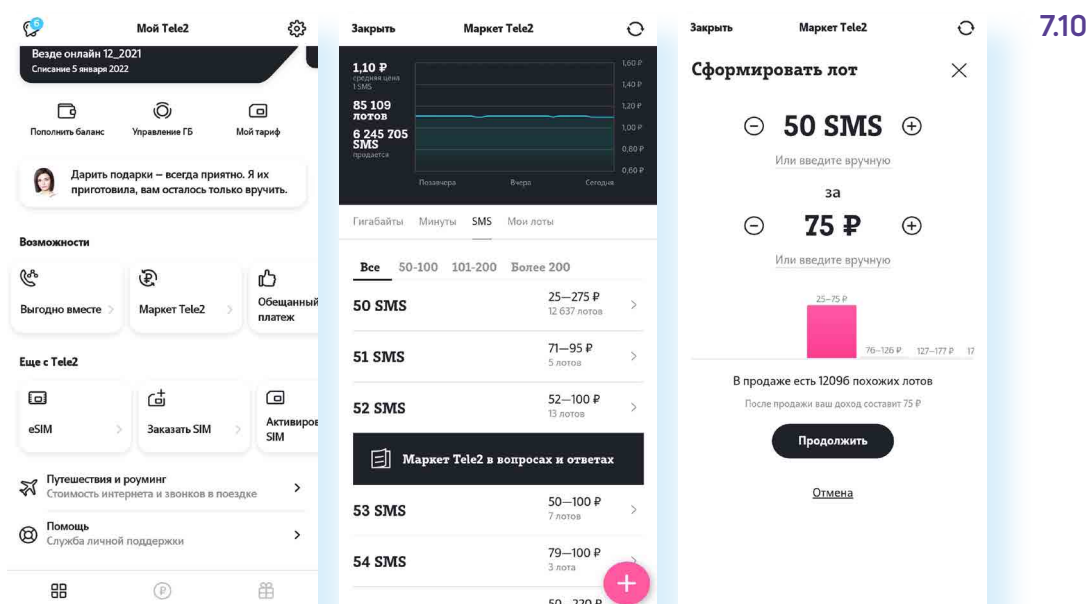 7.10
Мой Tele2
Везде онлайн 12_2021
Списание 5 января 2022
Пополнить баланс
Управление ГБ
Мой тариф
Дарить подарки — всегда приятно. Я их
приготовила, вам осталось только вручить.
Возможности
Выгодно вместе
Маркет Tele2
Обещанный
платеж
Еще с Tele2
eSIM
Заказать SIM
Активиров
SIM
Путешествия и роуминг
Стоимость интернета и звонков в поездке
Помощь
Служба личной поддержки
Закрыть
Маркет Tele2
1,10 ₽
средняя цена
1 SMS
85 109
лотов
6 245 705
SMS
продается
1,60 ₽
1,40 ₽
1,20 ₽
1,00 ₽
0,80 ₽
0,60 ₽
Позавчера
Вчера
Сегодня
Гигабайты
Минуты
SMS
Мои лоты
Все
50-100
101-200
Более 200
50 SMS
25—275 ₽
12 637 лотов
51 SMS
71—95 ₽
5 лотов
52 SMS
52—100 ₽
13 лотов
Маркет Tele2 в вопросах и ответах
53 SMS
50—100 ₽
7 лотов
54 SMS
79—100 ₽
3 лота
50—220 ₽
Закрыть
Маркет Tele2
Сформировать лот
50 SMS
Или введите вручную
за
75 ₽
Или введите вручную
25—75 ₽
76—126 ₽
127—177 ₽
17
В продаже есть 12096 похожих лотов
После продажи ваш доход составит 75 ₽
Продолжить
Отмена